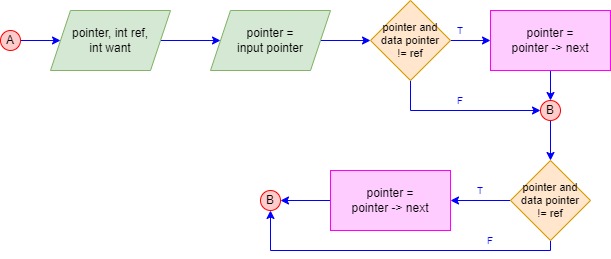 A
pointer, int ref,
int want
pointer =
input pointer
pointer and
data pointer
!= ref
T
pointer =
pointer -> next
F
B
pointer and
data pointer
!= ref
T
pointer =
pointer -> next
B
F